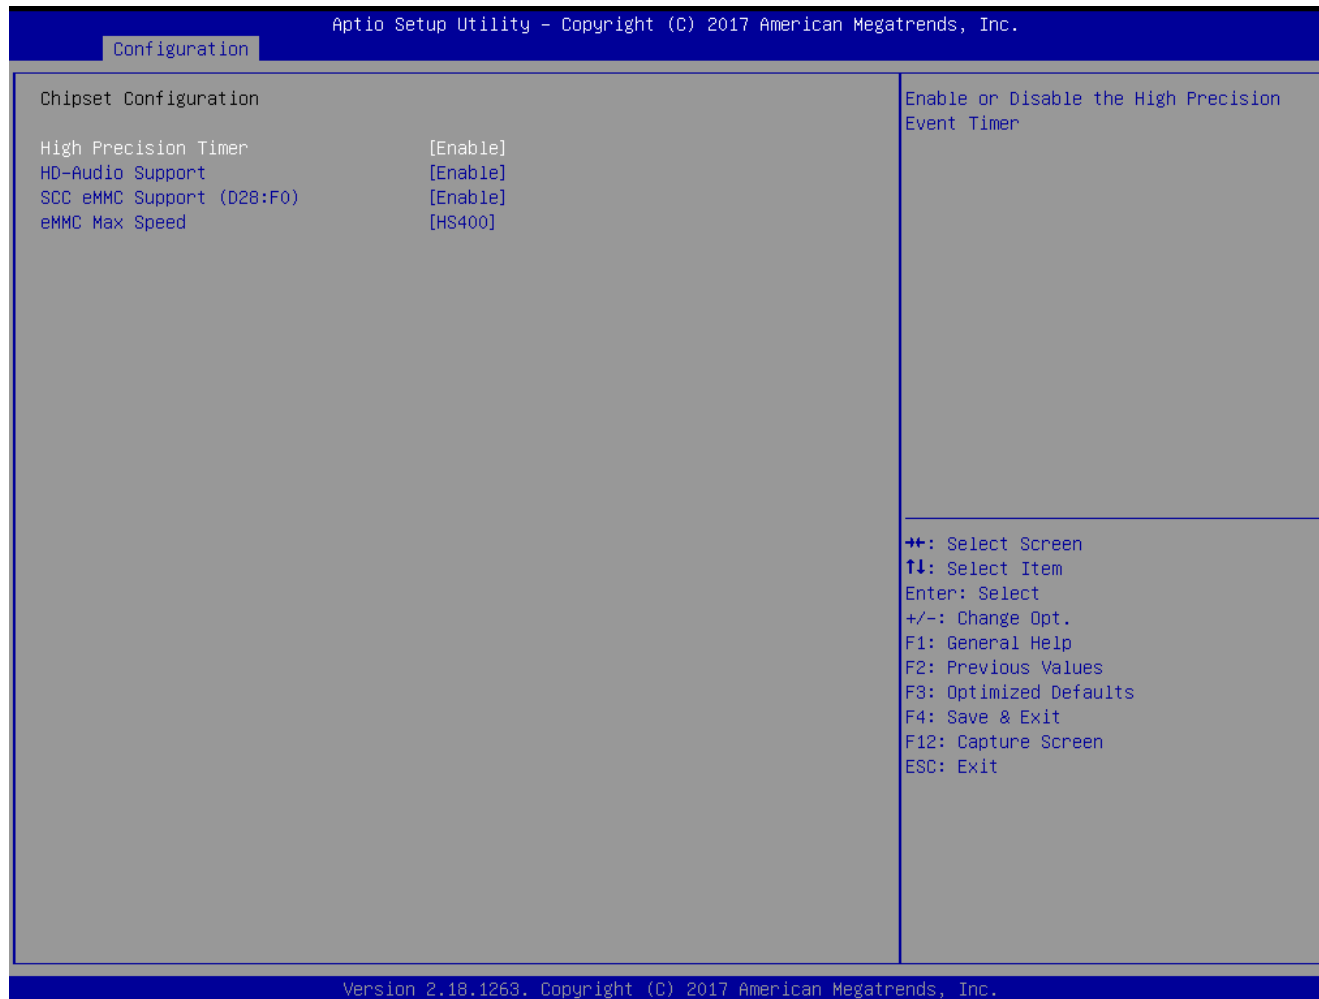 Aptio Setup Utility – Copyright (C) 2017 American Megatrends, Inc.
Configuration
Chipset Configuration
High Precision Timer [Enable]
HD-Audio Support [Enable]
SCC eMMC Support (D28:F0) [Enable]
eMMC Max Speed [HS400]
Enable or Disable the High Precision
Event Timer
→←: Select Screen
↑↓: Select Item
Enter: Select
+/-: Change Opt.
F1: General Help
F2: Previous Values
F3: Optimized Defaults
F4: Save & Exit
F12: Capture Screen
ESC: Exit
Version 2.18.1263. Copyright (C) 2017 American Megatrends, Inc.